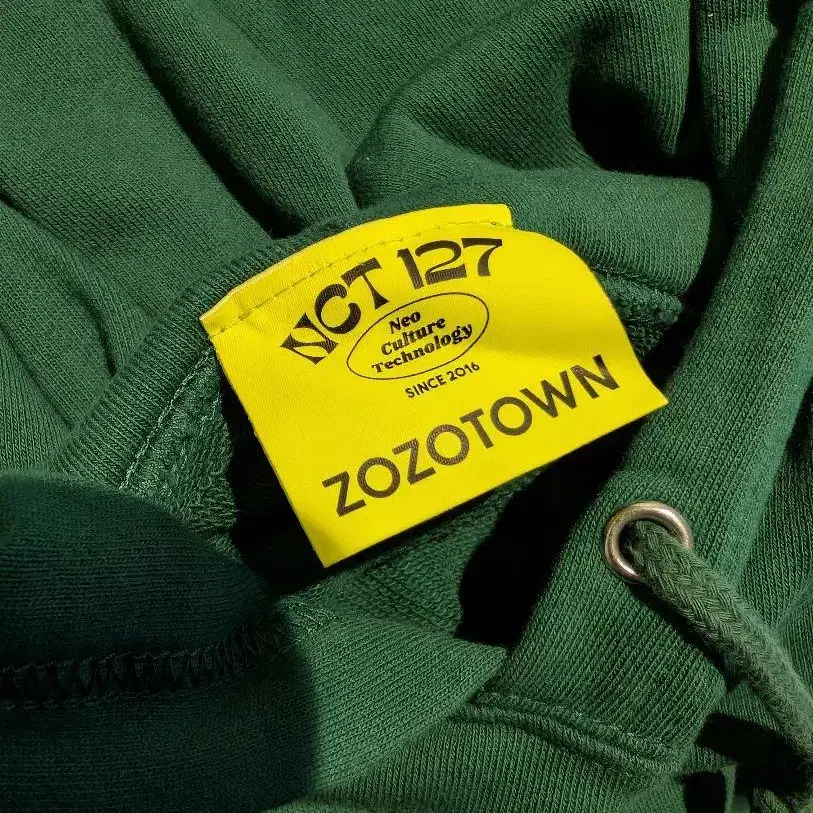 NCT 127
Neo
Culture
Technology
SINCE 2016
ZOZOTOWN